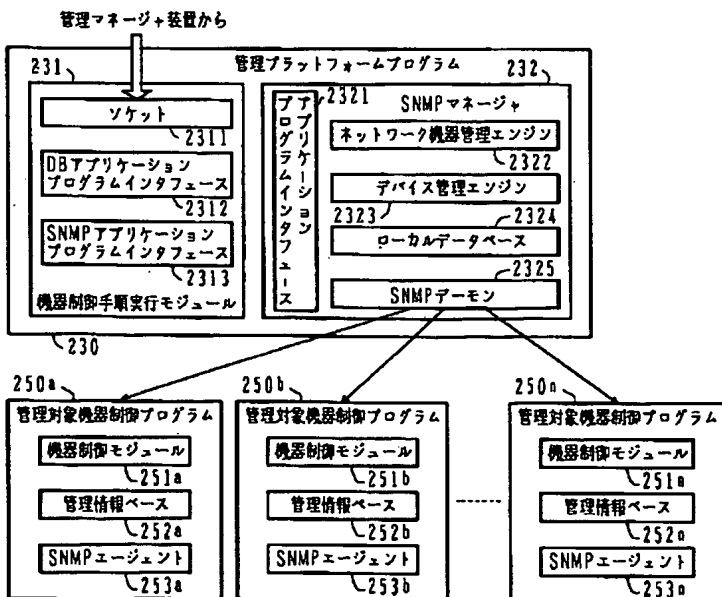 管理マネージャ装置から
管理プラットフォームプログラム
231
232
ソケット
2311
DBアプリケーション
プログラムインタフェース
2312
SNMPアプリケーション
プログラムインタフェース
2313
機器制御手順実行モジュール
アプリケーション
プログラムインタフェース
2321
SNMPマネージャ
ネットワーク機器管理エンジン
2322
デバイス管理エンジン
2323
2324
ローカルデータベース
2325
SNMPデーモン
230
250a
管理対象機器制御プログラム
機器制御モジュール
251a
管理情報ベース
252a
SNMPエージェント
253a
250b
管理対象機器制御プログラム
機器制御モジュール
251b
管理情報ベース
252b
SNMPエージェント
253b
250n
管理対象機器制御プログラム
機器制御モジュール
251n
管理情報ベース
252n
SNMPエージェント
253n